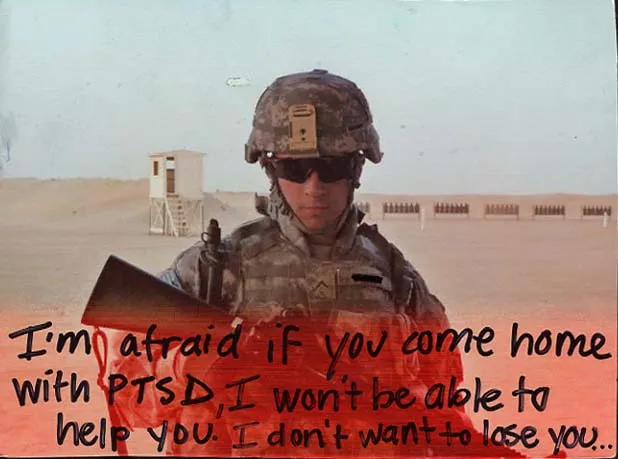 I'm afraid if you come home
with PTSD, I won't be able to
help you. I don't want to lose you...